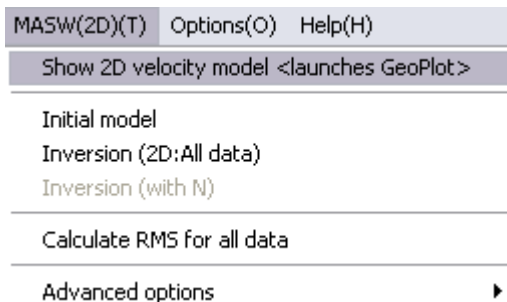 MASW(2D)(T) Options(O) Help(H)
Show 2D velocity model <launches GeoPlot>
Initial model
Inversion (2D:All data)
Inversion (with N)
Calculate RMS for all data
Advanced options